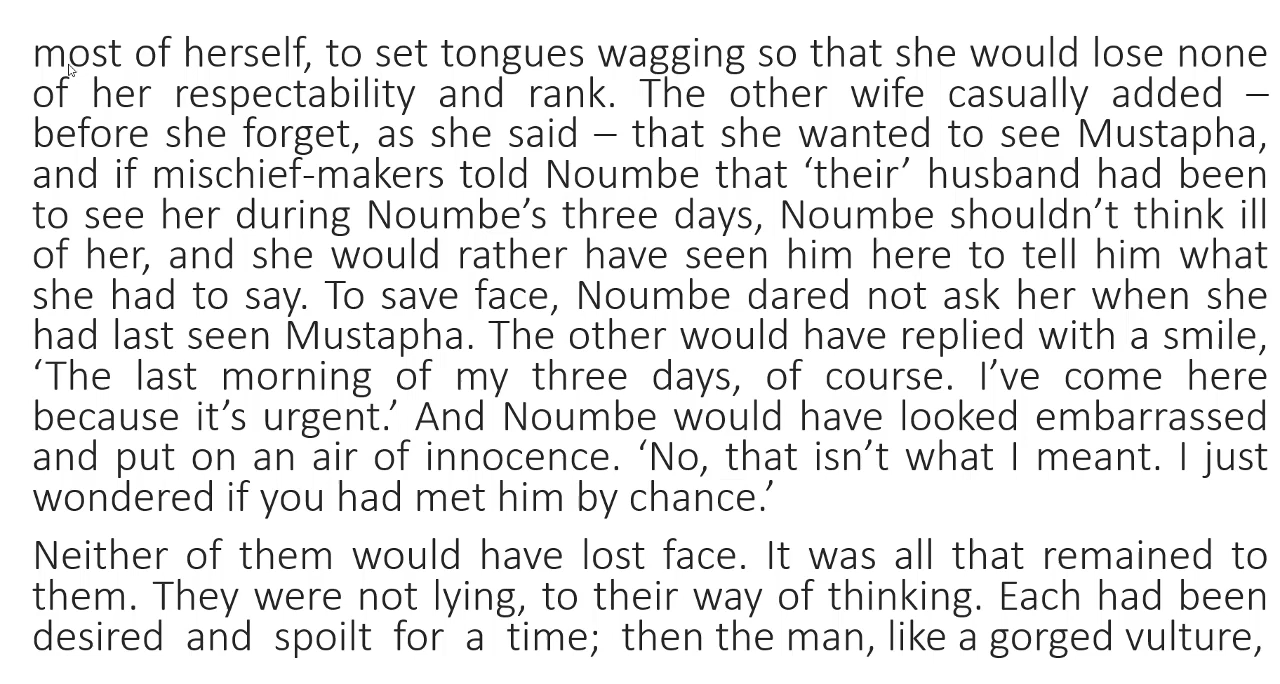 most of herself, to set tongues wagging so that she would lose none
of her respectability and rank. The other wife casually added –
before she forget, as she said – that she wanted to see Mustapha,
and if mischief-makers told Noumbe that ‘their’ husband had been
to see her during Noumbe’s three days, Noumbe shouldn’t think ill
of her, and she would rather have seen him here to tell him what
she had to say. To save face, Noumbe dared not ask her when she
had last seen Mustapha. The other would have replied with a smile,
‘The last morning of my three days, of course. I’ve come here
because it’s urgent.’ And Noumbe would have looked embarrassed
and put on an air of innocence. ‘No, that isn’t what I meant. I just
wondered if you had met him by chance.’
Neither of them would have lost face. It was all that remained to
them. They were not lying, to their way of thinking. Each had been
desired and spoilt for a time; then the man, like a gorged vulture,